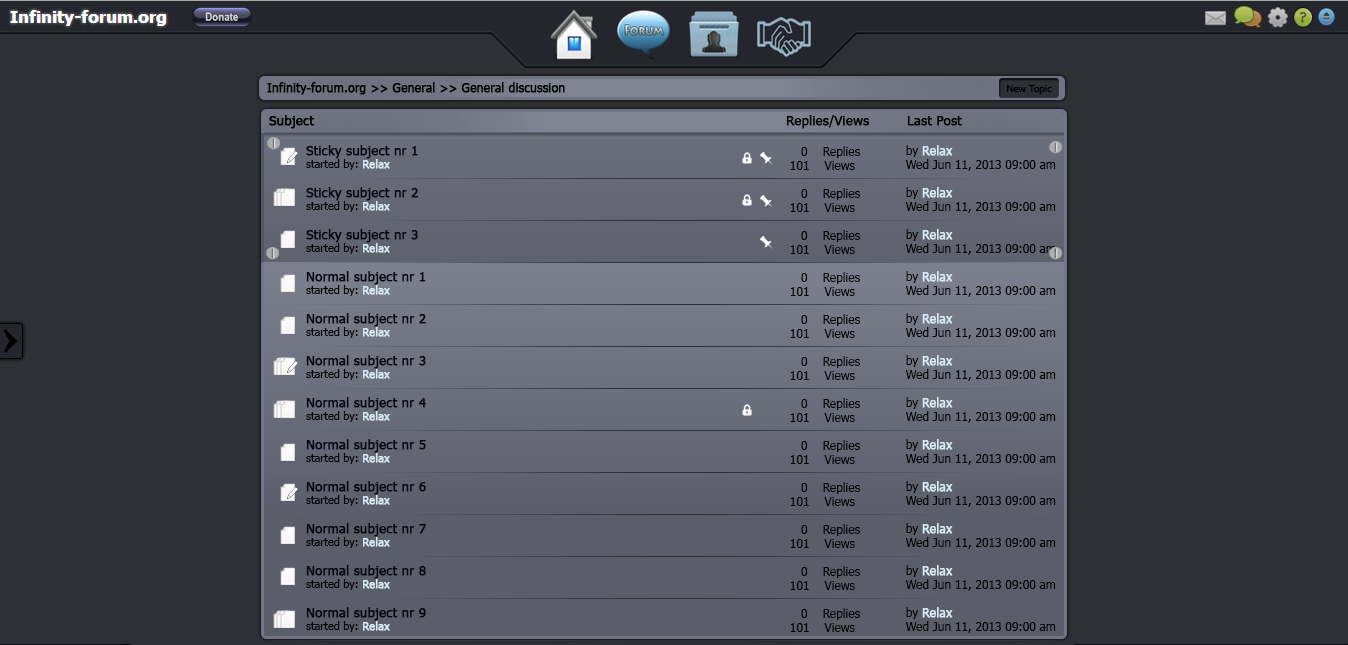 Infinity-forum.org
Donate
FORUM
?
Infinity-forum.org >> General >> General discussion
New Topic
Subject Replies/Views Last Post
Sticky subject nr 1 0 Replies by Relax
started by: Relax 101 Views Wed Jun 11, 2013 09:00 am
Sticky subject nr 2 0 Replies by Relax
started by: Relax 101 Views Wed Jun 11, 2013 09:00 am
Sticky subject nr 3 0 Replies by Relax
started by: Relax 101 Views Wed Jun 11, 2013 09:00 am
Normal subject nr 1 0 Replies by Relax
started by: Relax 101 Views Wed Jun 11, 2013 09:00 am
Normal subject nr 2 0 Replies by Relax
started by: Relax 101 Views Wed Jun 11, 2013 09:00 am
Normal subject nr 3 0 Replies by Relax
started by: Relax 101 Views Wed Jun 11, 2013 09:00 am
Normal subject nr 4 0 Replies by Relax
started by: Relax 101 Views Wed Jun 11, 2013 09:00 am
Normal subject nr 5 0 Replies by Relax
started by: Relax 101 Views Wed Jun 11, 2013 09:00 am
Normal subject nr 6 0 Replies by Relax
started by: Relax 101 Views Wed Jun 11, 2013 09:00 am
Normal subject nr 7 0 Replies by Relax
started by: Relax 101 Views Wed Jun 11, 2013 09:00 am
Normal subject nr 8 0 Replies by Relax
started by: Relax 101 Views Wed Jun 11, 2013 09:00 am
Normal subject nr 9 0 Replies by Relax
started by: Relax 101 Views Wed Jun 11, 2013 09:00 am